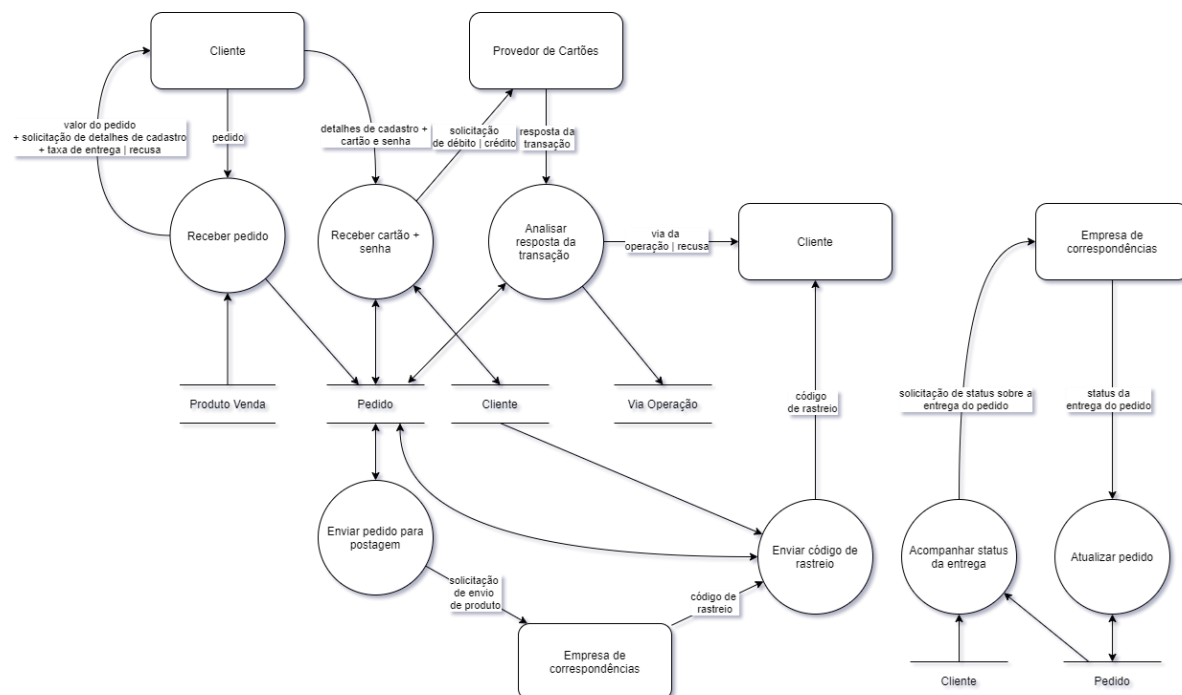 Cliente
Provedor de Cartões
valor do pedido
+ solicitação de detalhes de cadastro
+ taxa de entrega | recusa
pedido
detalhes de cadastro +
cartão e senha
solicitação
de débito | crédito
resposta da
transação
Receber pedido
Receber cartão +
senha
Analisar
resposta da
transação
via da
operação | recusa
Cliente
Empresa de
correspondências
Produto Venda
Pedido
Cliente
Via Operação
código
de rastreio
solicitação de status sobre a
entrega do pedido
status da
entrega do pedido
Enviar pedido para
postagem
Enviar código de
rastreio
Acompanhar status
da entrega
Atualizar pedido
solicitação
de envio
de produto
código de
rastreio
Empresa de
correspondências
Cliente
Pedido